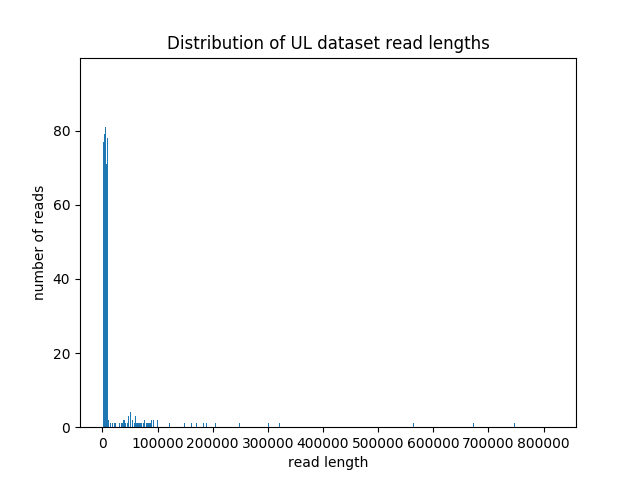 Distribution of UL dataset read lengths
80
60
40
20
0
number of reads
0 100000 200000 300000 400000 500000 600000 700000 800000
read length